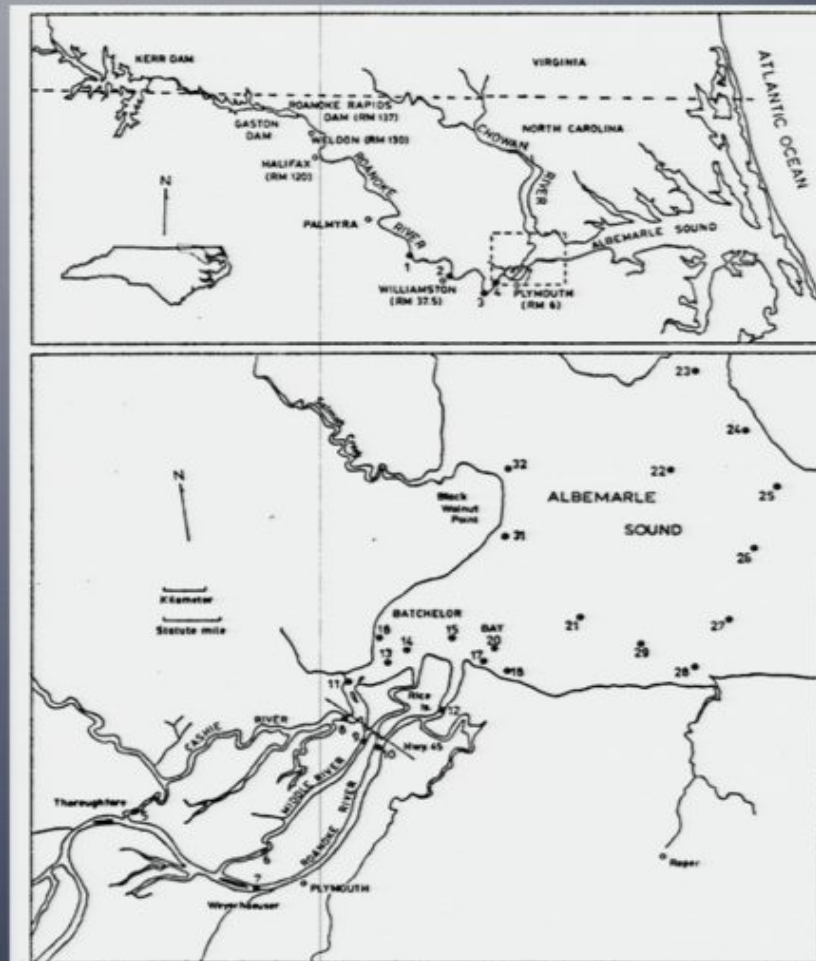 KERR DAM
VIRGINIA
ATLANTIC OCEAN
ROANOKE RAPIDS
DAM (RM 137)
GASTON
DAM
WELDON (RM 130)
NORTH CAROLINA
CHOWAN
RIVER
HALIFAX
(RM 120)
ROANOKE
RIVER
N
PALMYRA
ALBEMARLE SOUND
1
2
WILLIAMSTON
(RM 37.5)
3
4
PLYMOUTH
(RM 6)
23
24
32
22
25
N
Black
Walnut
Point
ALBEMARLE
SOUND
31
26
Kilometer
Statute mile
BATCHELOR
BAY
16
14
15
20
21
27
13
17
29
18
28
11
Rice
Is.
12
CASHIE
RIVER
8
Hwy. 45
MIDDLE RIVER
ROANOKE RIVER
Thoroughfare
6
7
PLYMOUTH
Weyerhaeuser
Roper